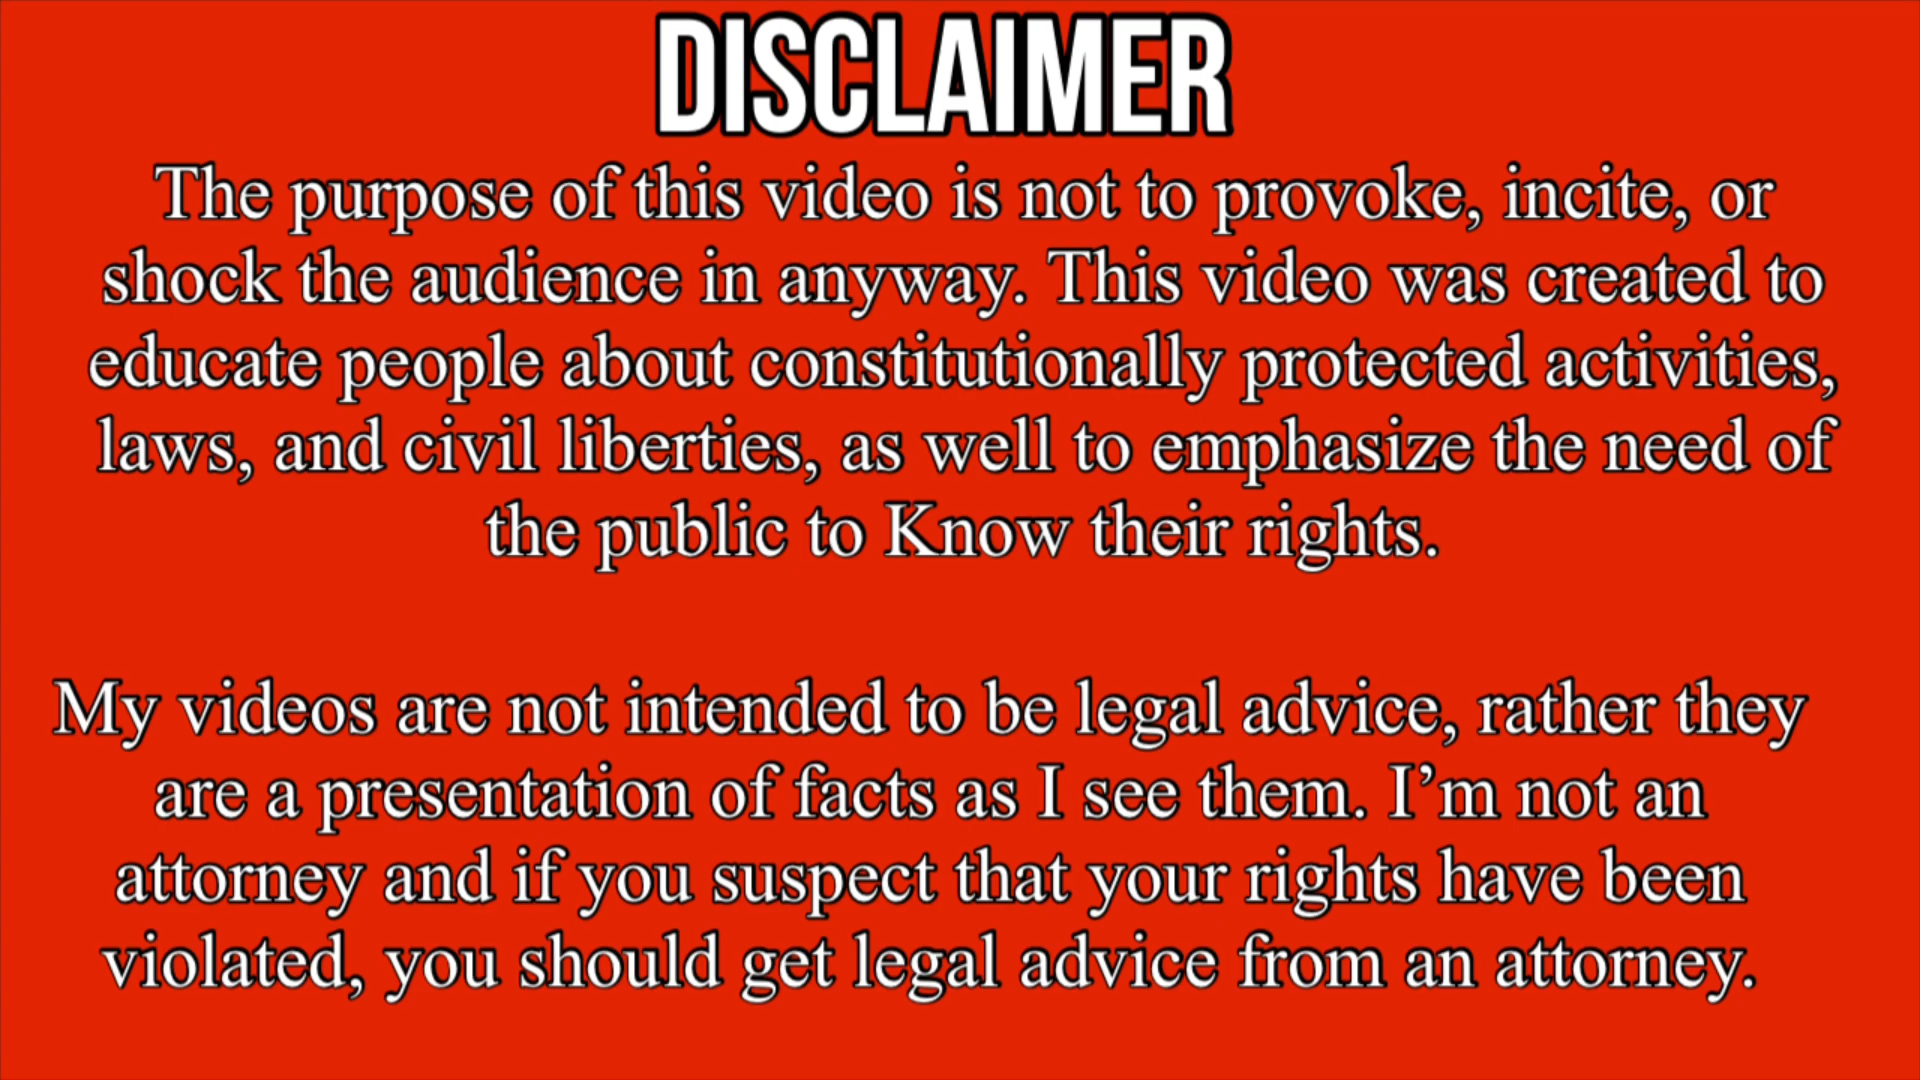 DISCLAIMER
The purpose of this video is not to provoke, incite, or
shock the audience in anyway. This video was created to
educate people about constitutionally protected activities,
laws, and civil liberties, as well to emphasize the need of
the public to Know their rights.
My videos are not intended to be legal advice, rather they
are a presentation of facts as I see them. I’m not an
attorney and if you suspect that your rights have been
violated, you should get legal advice from an attorney.